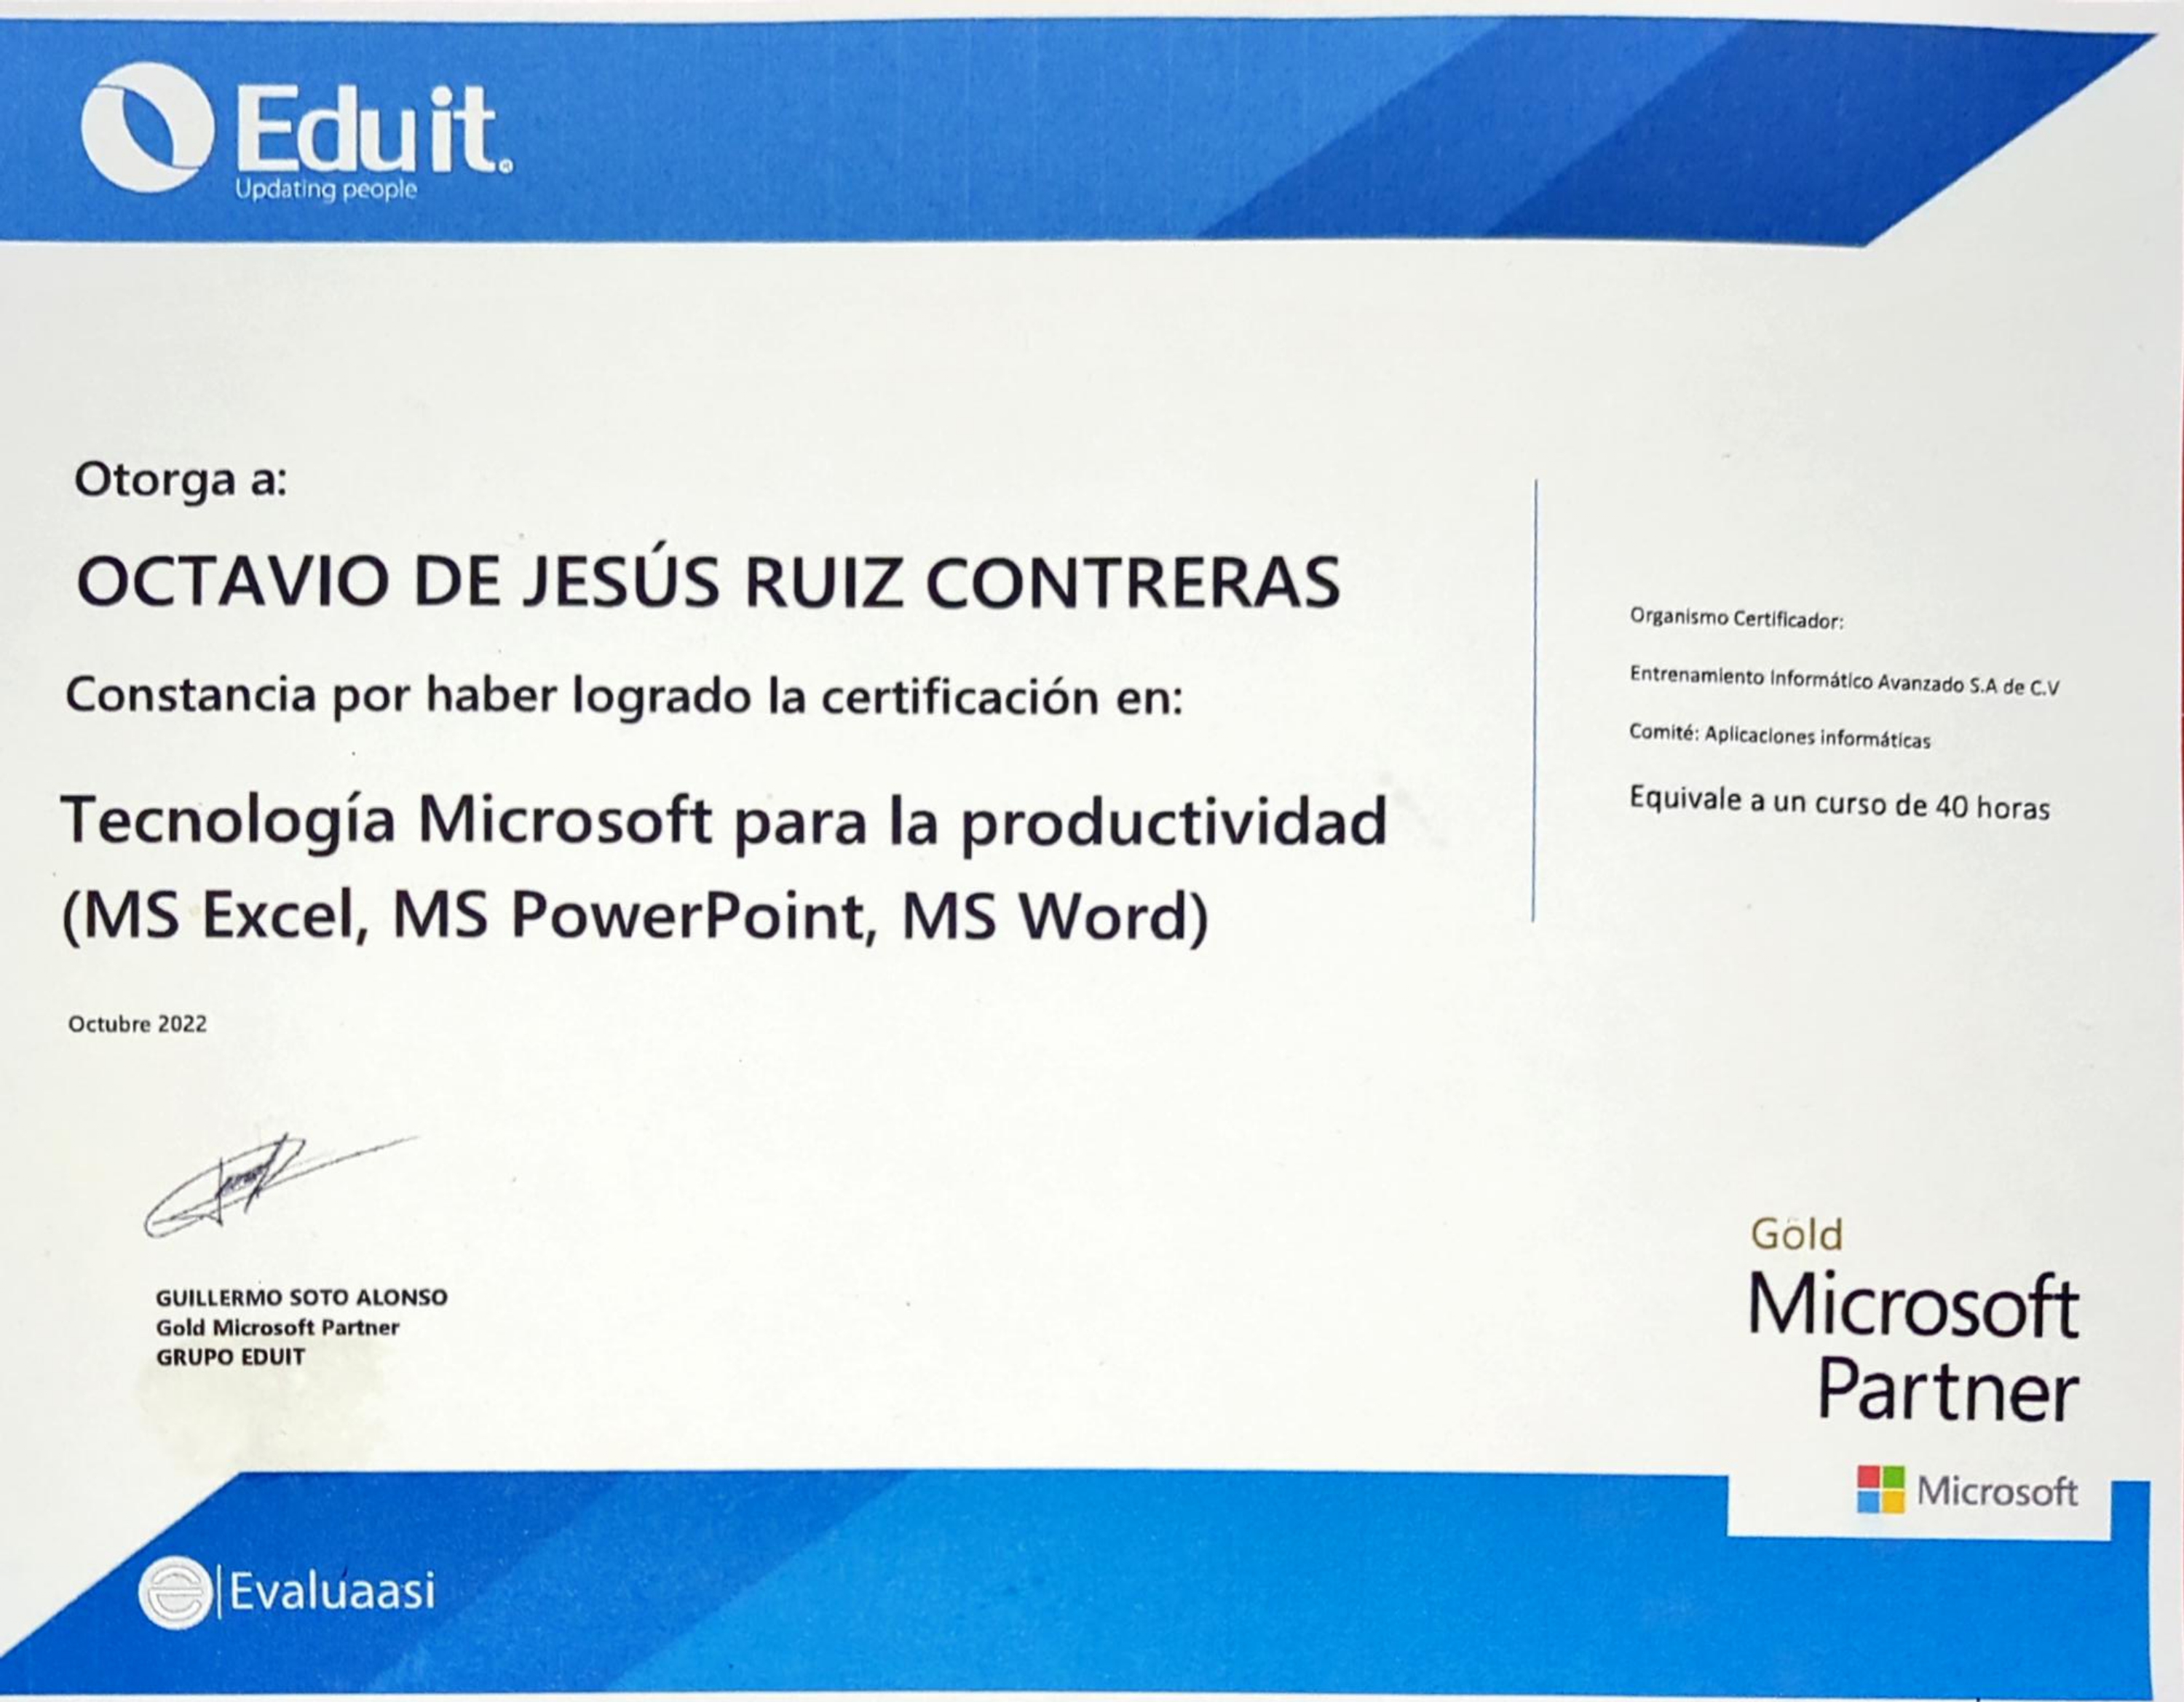 Eduit.
Updating people
Otorga a:
OCTAVIO DE JESÚS RUIZ CONTRERAS
Constancia por haber logrado la certificación en:
Tecnología Microsoft para la productividad
(MS Excel, MS PowerPoint, MS Word)
Octubre 2022
Organismo Certificador:
Entrenamiento Informático Avanzado S.A de C.V
Comité: Aplicaciones informáticas
Equivale a un curso de 40 horas
GUILLERMO SOTO ALONSO
Gold Microsoft Partner
GRUPO EDUIT
Gold
Microsoft
Partner
Microsoft
Evaluaasi